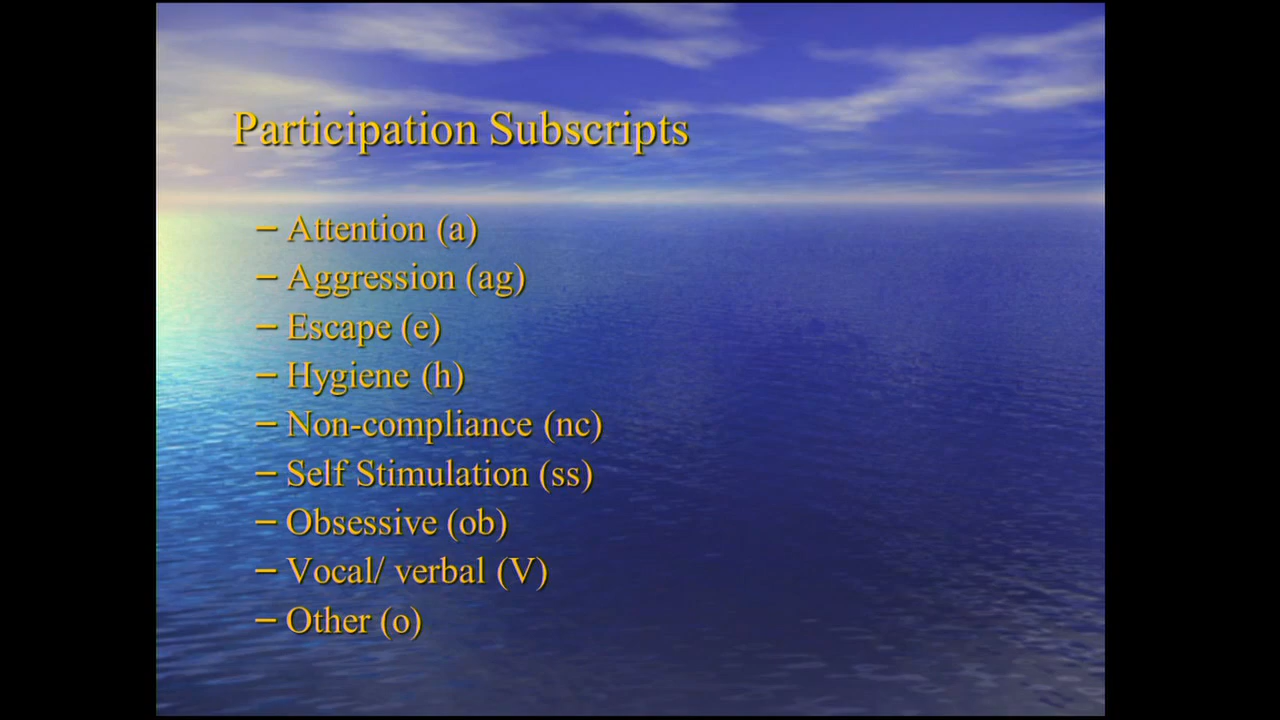 Participation Subscripts
– Attention (a)
– Aggression (ag)
– Escape (e)
– Hygiene (h)
– Non-compliance (nc)
– Self Stimulation (ss)
– Obsessive (ob)
– Vocal/ verbal (V)
– Other (o)